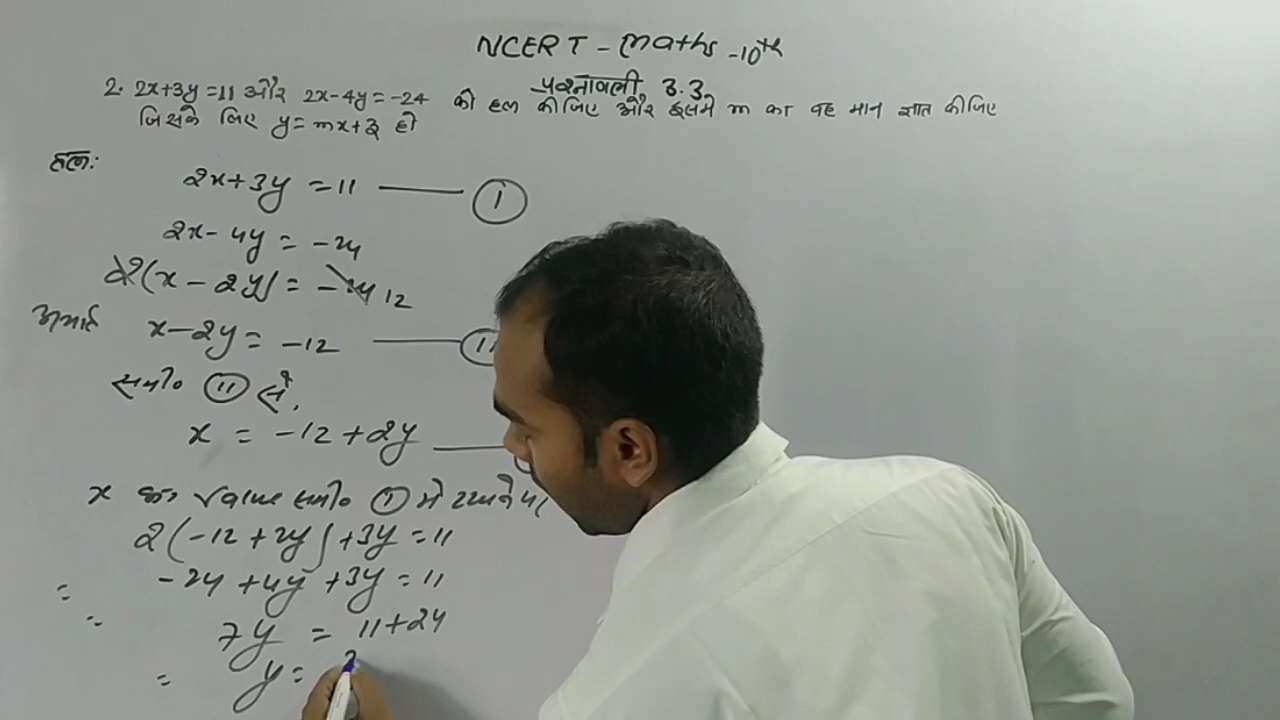 NCERT - Maths - 10th
प्रश्नावली 3.3
2. 2x+3y=11 और 2x-4y=-24 को हल कीजिए और इसमे m का वह मान ज्ञात कीजिए
जिसके लिए y=mx+3 हो
हल:
2x+3y=11 — (1)
2x-4y=-24
2(x-2y)=-24 12
अर्थात x-2y=-12 — (11
समी० (11) से,
x = -12+2y —
x का value समी० (1) मे रखने पर
2(-12+2y)+3y=11
= -24+4y+3y=11
7y = 11+24
= y=